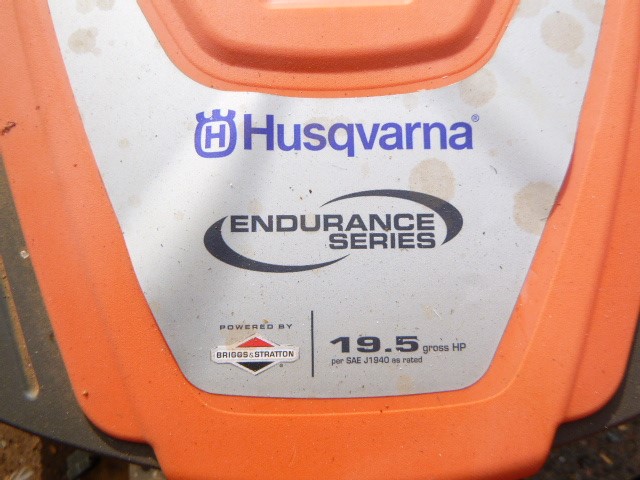 H Husqvarna®
ENDURANCE
SERIES
POWERED BY
BRIGGS & STRATTON®
19.5 gross HP
per SAE J1940 as rated